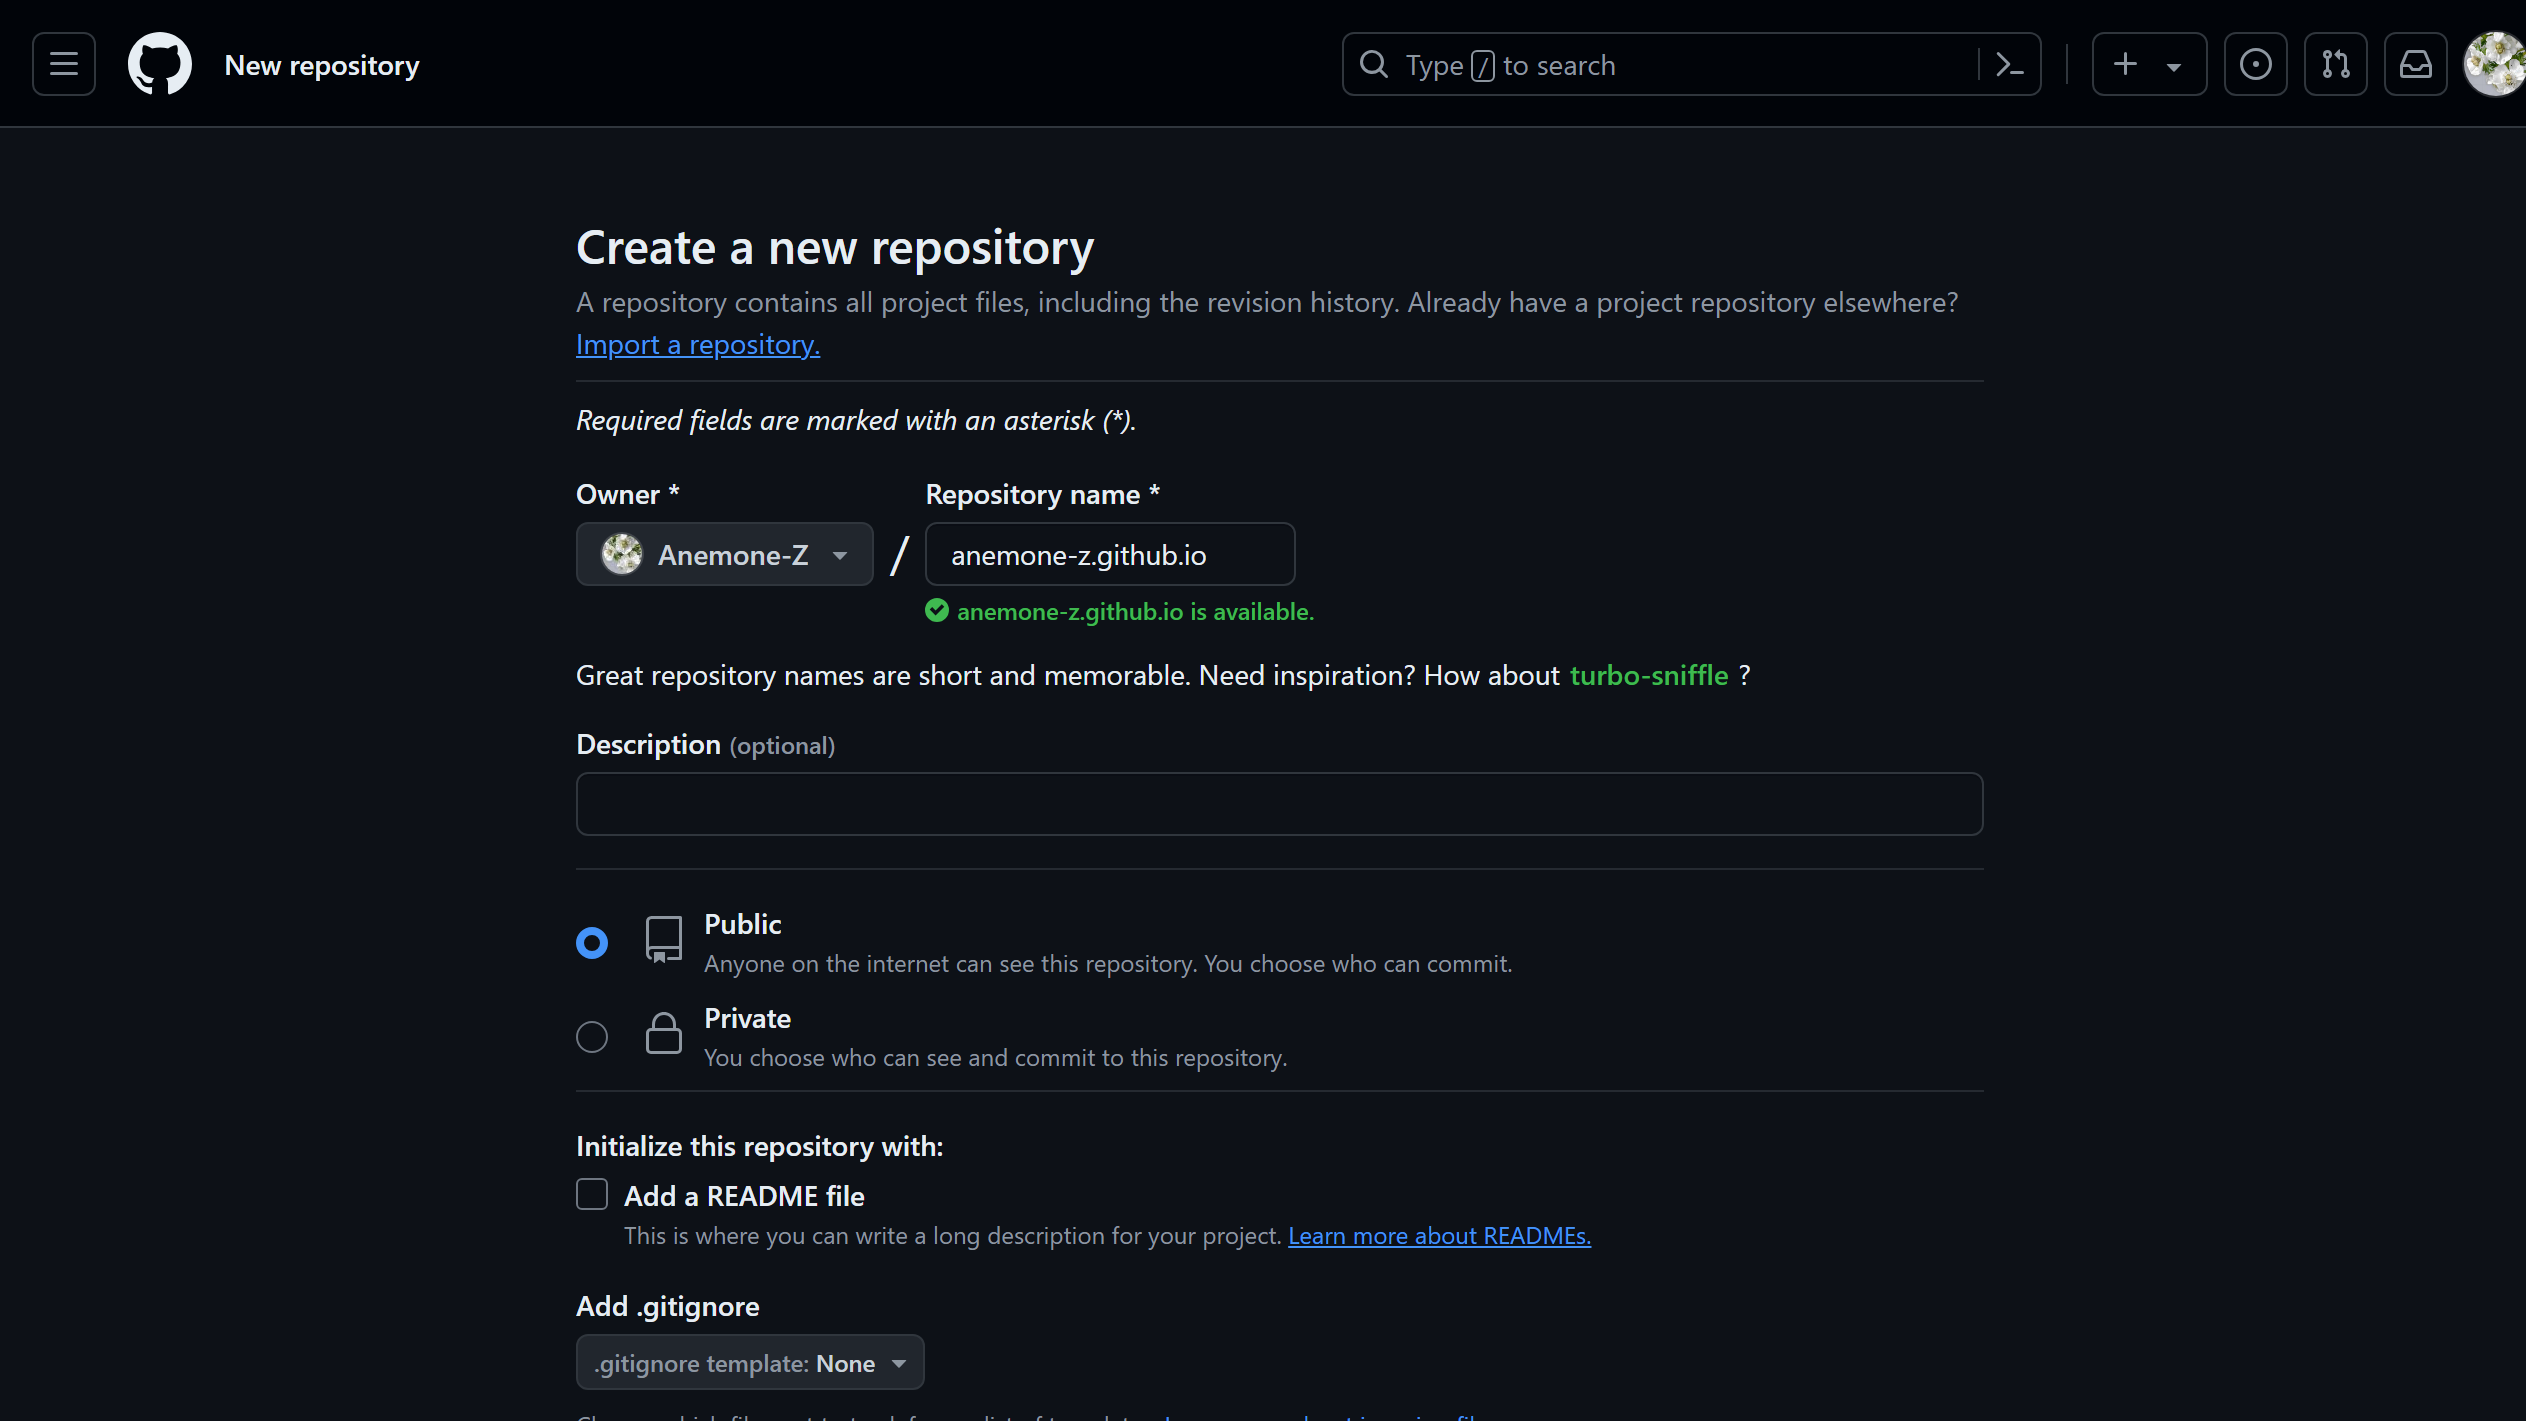 New repository
Type / to search
Create a new repository
A repository contains all project files, including the revision history. Already have a project repository elsewhere?
Import a repository.
Required fields are marked with an asterisk (*).
Owner * Repository name *
Anemone-Z / anemone-z.github.io
anemone-z.github.io is available.
Great repository names are short and memorable. Need inspiration? How about turbo-sniffle ?
Description (optional)
Public
Anyone on the internet can see this repository. You choose who can commit.
Private
You choose who can see and commit to this repository.
Initialize this repository with:
Add a README file
This is where you can write a long description for your project. Learn more about READMEs.
Add .gitignore
.gitignore template: None